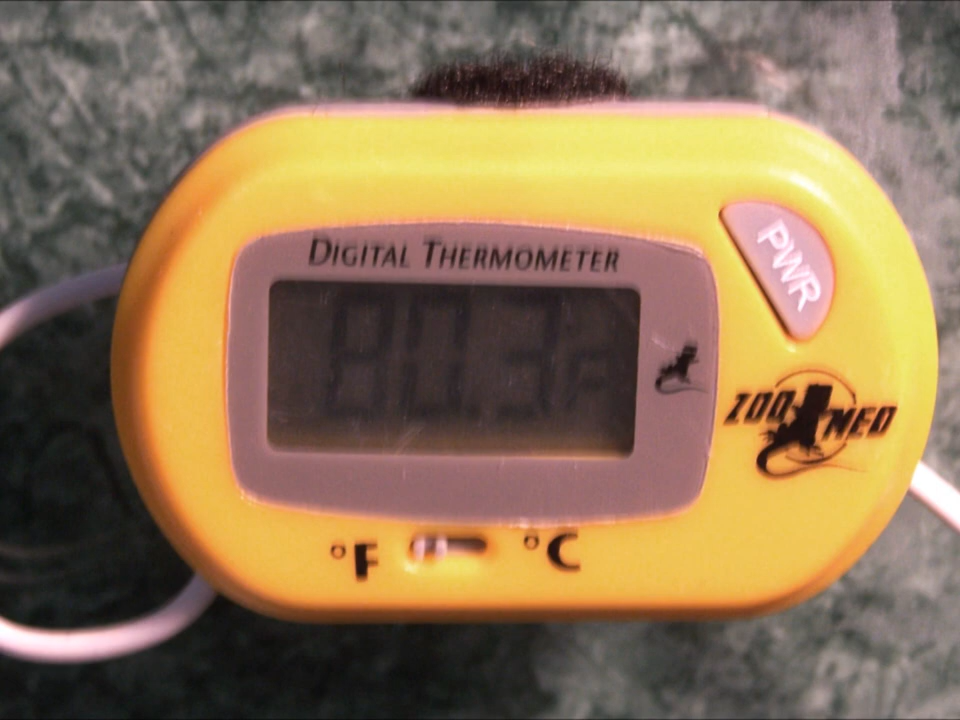 DIGITAL THERMOMETER
PWR
80.3F
ZOO MED
°F °C